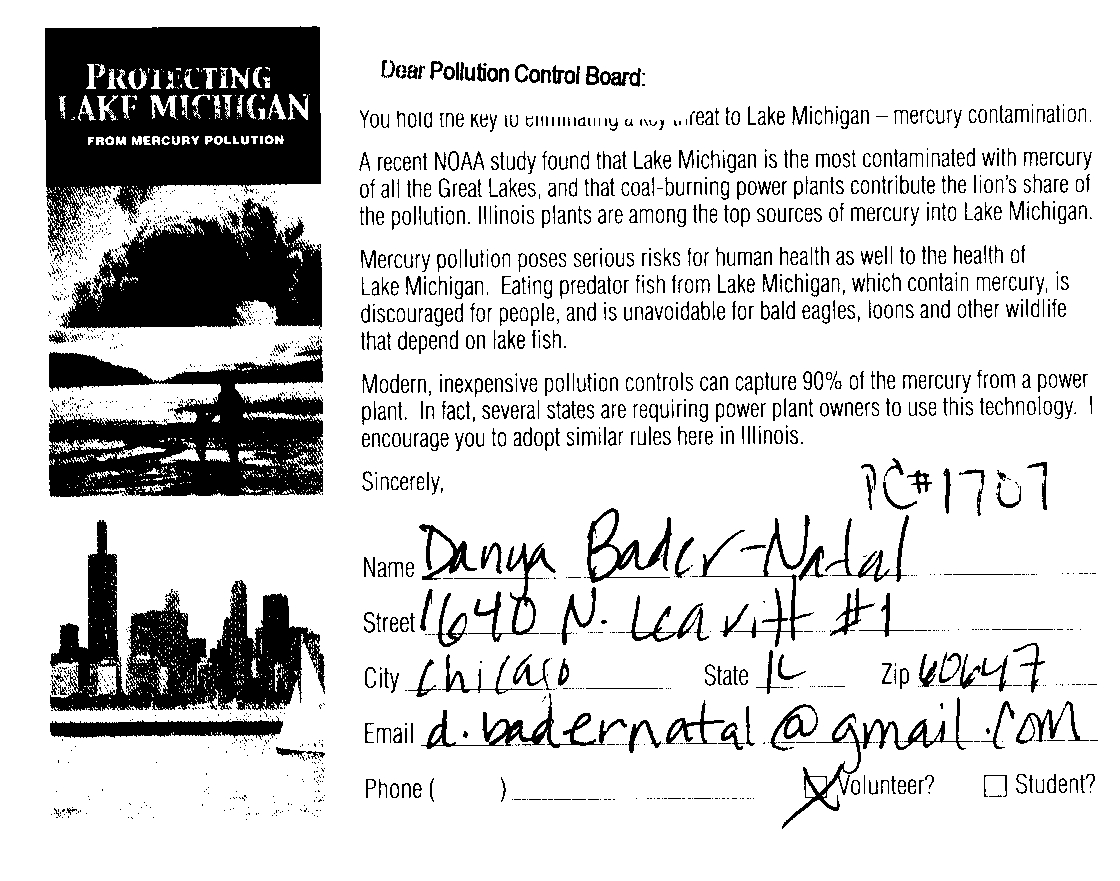 PROTECTING
LAKE MICHIGAN
FROM MERCURY POLLUTION
Dear Pollution Control Board:
You hold the key to eliminating a key threat to Lake Michigan – mercury contamination.
A recent NOAA study found that Lake Michigan is the most contaminated with mercury
of all the Great Lakes, and that coal-burning power plants contribute the lion's share of
the pollution. Illinois plants are among the top sources of mercury into Lake Michigan.
Mercury pollution poses serious risks for human health as well to the health of
Lake Michigan. Eating predator fish from Lake Michigan, which contain mercury, is
discouraged for people, and is unavoidable for bald eagles, loons and other wildlife
that depend on lake fish.
Modern, inexpensive pollution controls can capture 90% of the mercury from a power
plant. In fact, several states are requiring power plant owners to use this technology. I
encourage you to adopt similar rules here in Illinois.
Sincerely,
PC#1707
Name Danya Bader-Natal
Street 1640 N. Leavitt #1
City Chicago State IL Zip 60647
Email d.badernatal@gmail.com
Phone ( ) Volunteer? Student?